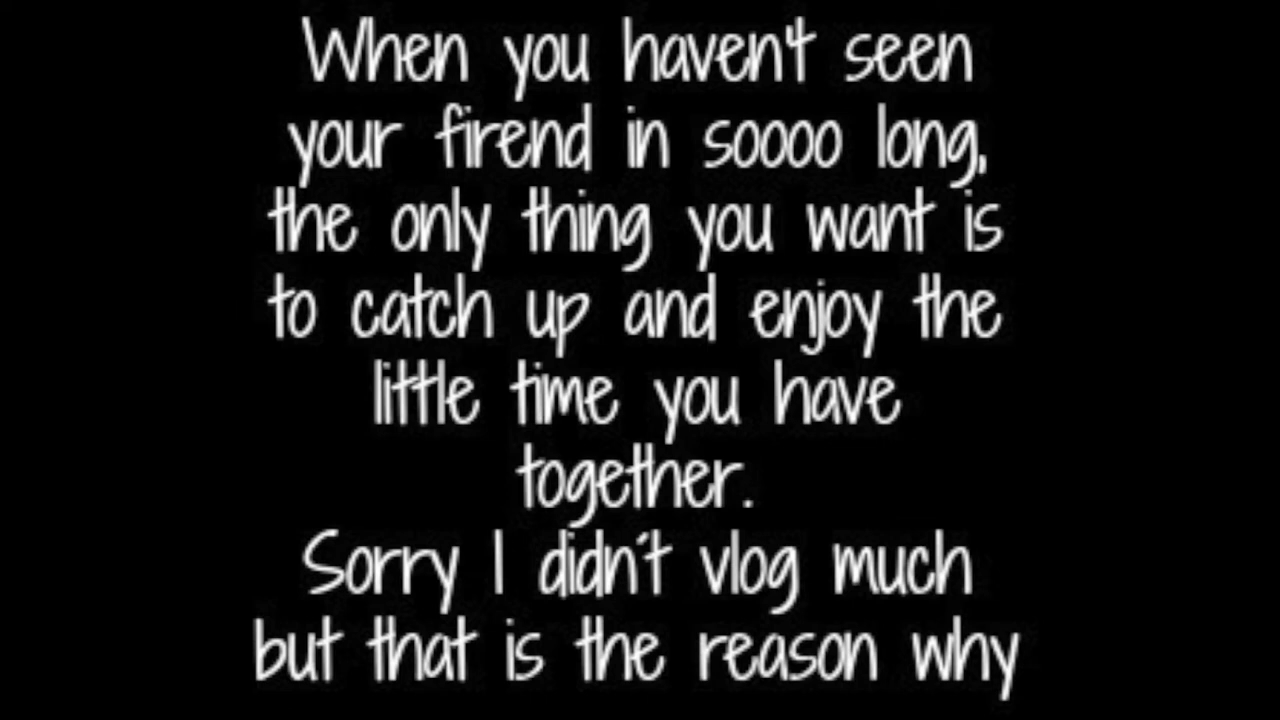 When you haven't seen
your firend in soooo long,
the only thing you want is
to catch up and enjoy the
little time you have
together.
Sorry I didn't vlog much
but that is the reason why